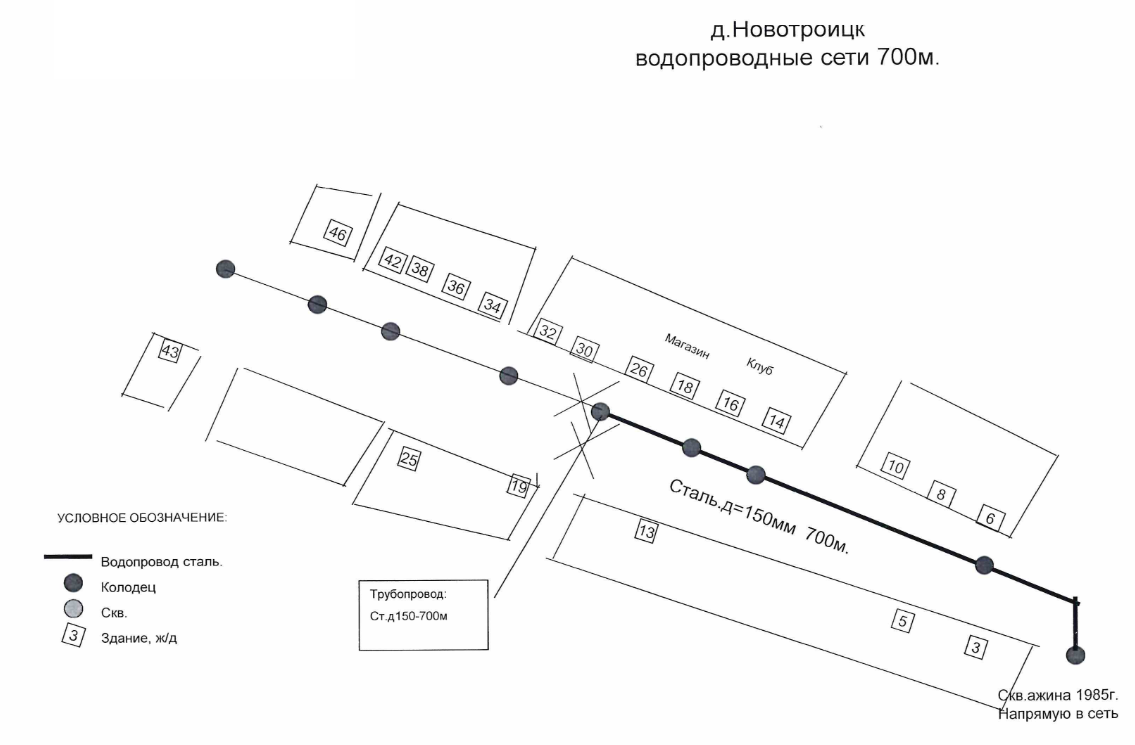 д.Новотроицк
водопроводные сети 700м.
46
42
38
36
34
32
30
26
18
16
14
Магазин
Клуб
10
8
6
43
25
19
13
5
3
Сталь.д=150мм 700м.
УСЛОВНОЕ ОБОЗНАЧЕНИЕ:
Водопровод сталь.
Колодец
Скв.
3
Здание, ж/д
Трубопровод:
Ст.д150-700м
Скв.ажина 1985г.
Напрямую в сеть